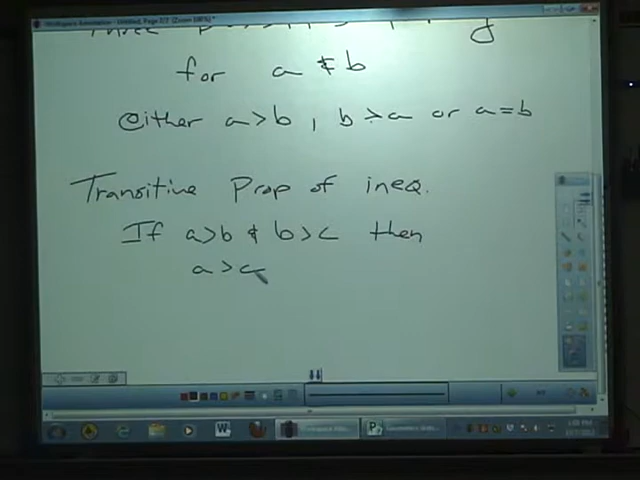 for a & b
either a>b, b>a or a=b
Transitive Prop of ineq.
If a>b & b>c then
a>c